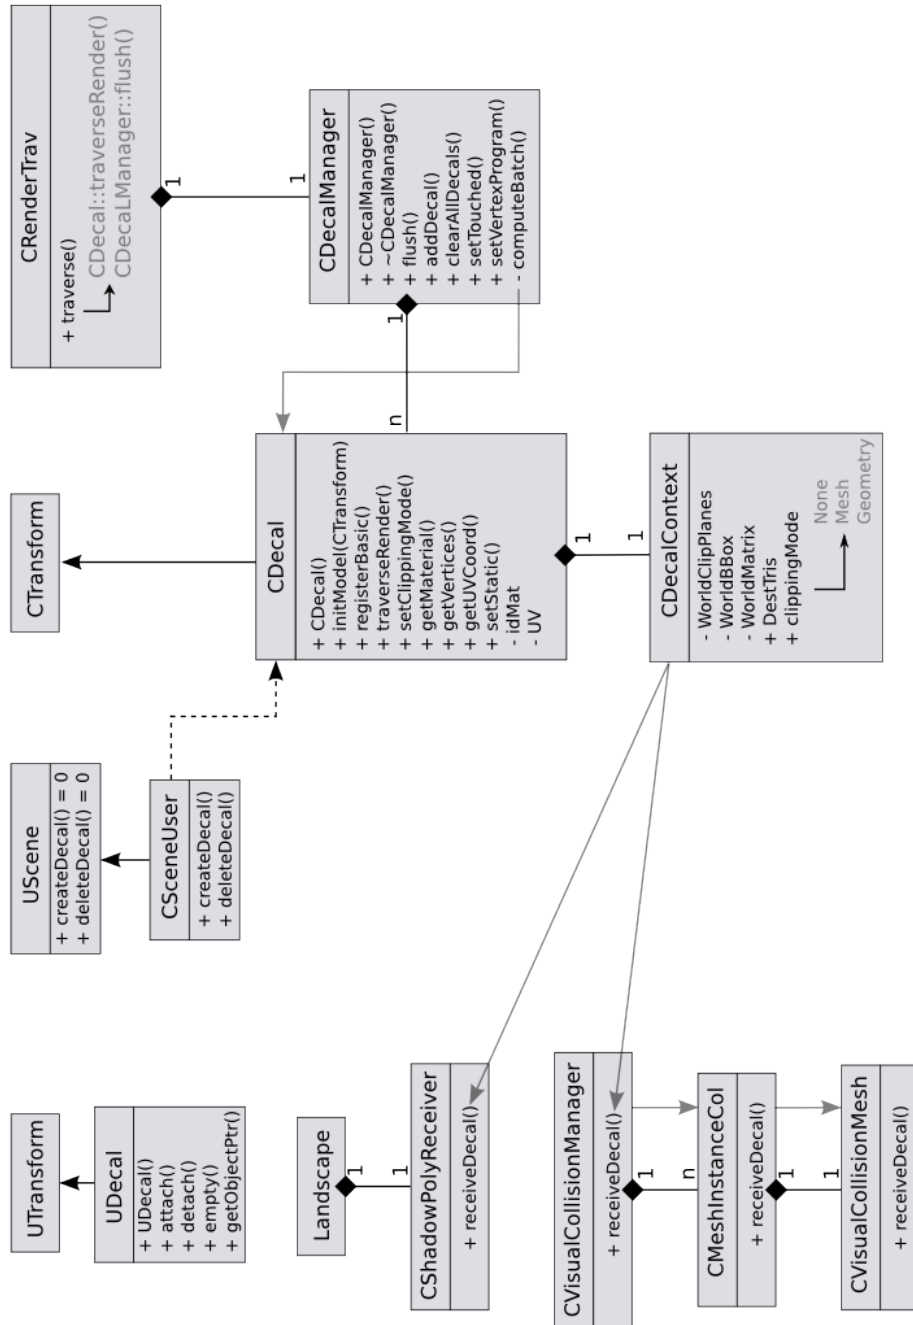 UTransform
UDecal
+ UDecal()
+ attach()
+ detach()
+ empty()
+ getObjectPtr()
UScene
+ createDecal() = 0
+ deleteDecal() = 0
CSceneUser
+ createDecal()
+ deleteDecal()
CTransform
CRenderTrav
+ traverse()
CDecal::traverseRender()
CDecaLManager::flush()
1
1
CDecalManager
+ CDecalManager()
+ ~CDecalManager()
+ flush()
+ addDecal()
+ clearAllDecals()
+ setTouched()
+ setVertexProgram()
- computeBatch()
1
n
CDecal
+ CDecal()
+ initModel(CTransform)
+ registerBasic()
+ traverseRender()
+ setClippingMode()
+ getMaterial()
+ getVertices()
+ getUVCoord()
+ setStatic()
- idMat
- UV
1
1
CDecalContext
- WorldClipPlanes
- WorldBBox
- WorldMatrix
+ DestTris
+ clippingMode
None
Mesh
Geometry
Landscape
1
1
CShadowPolyReceiver
+ receiveDecal()
CVisualCollisionManager
+ receiveDecal()
1
n
CMeshInstanceCol
+ receiveDecal()
1
1
CVisualCollisionMesh
+ receiveDecal()